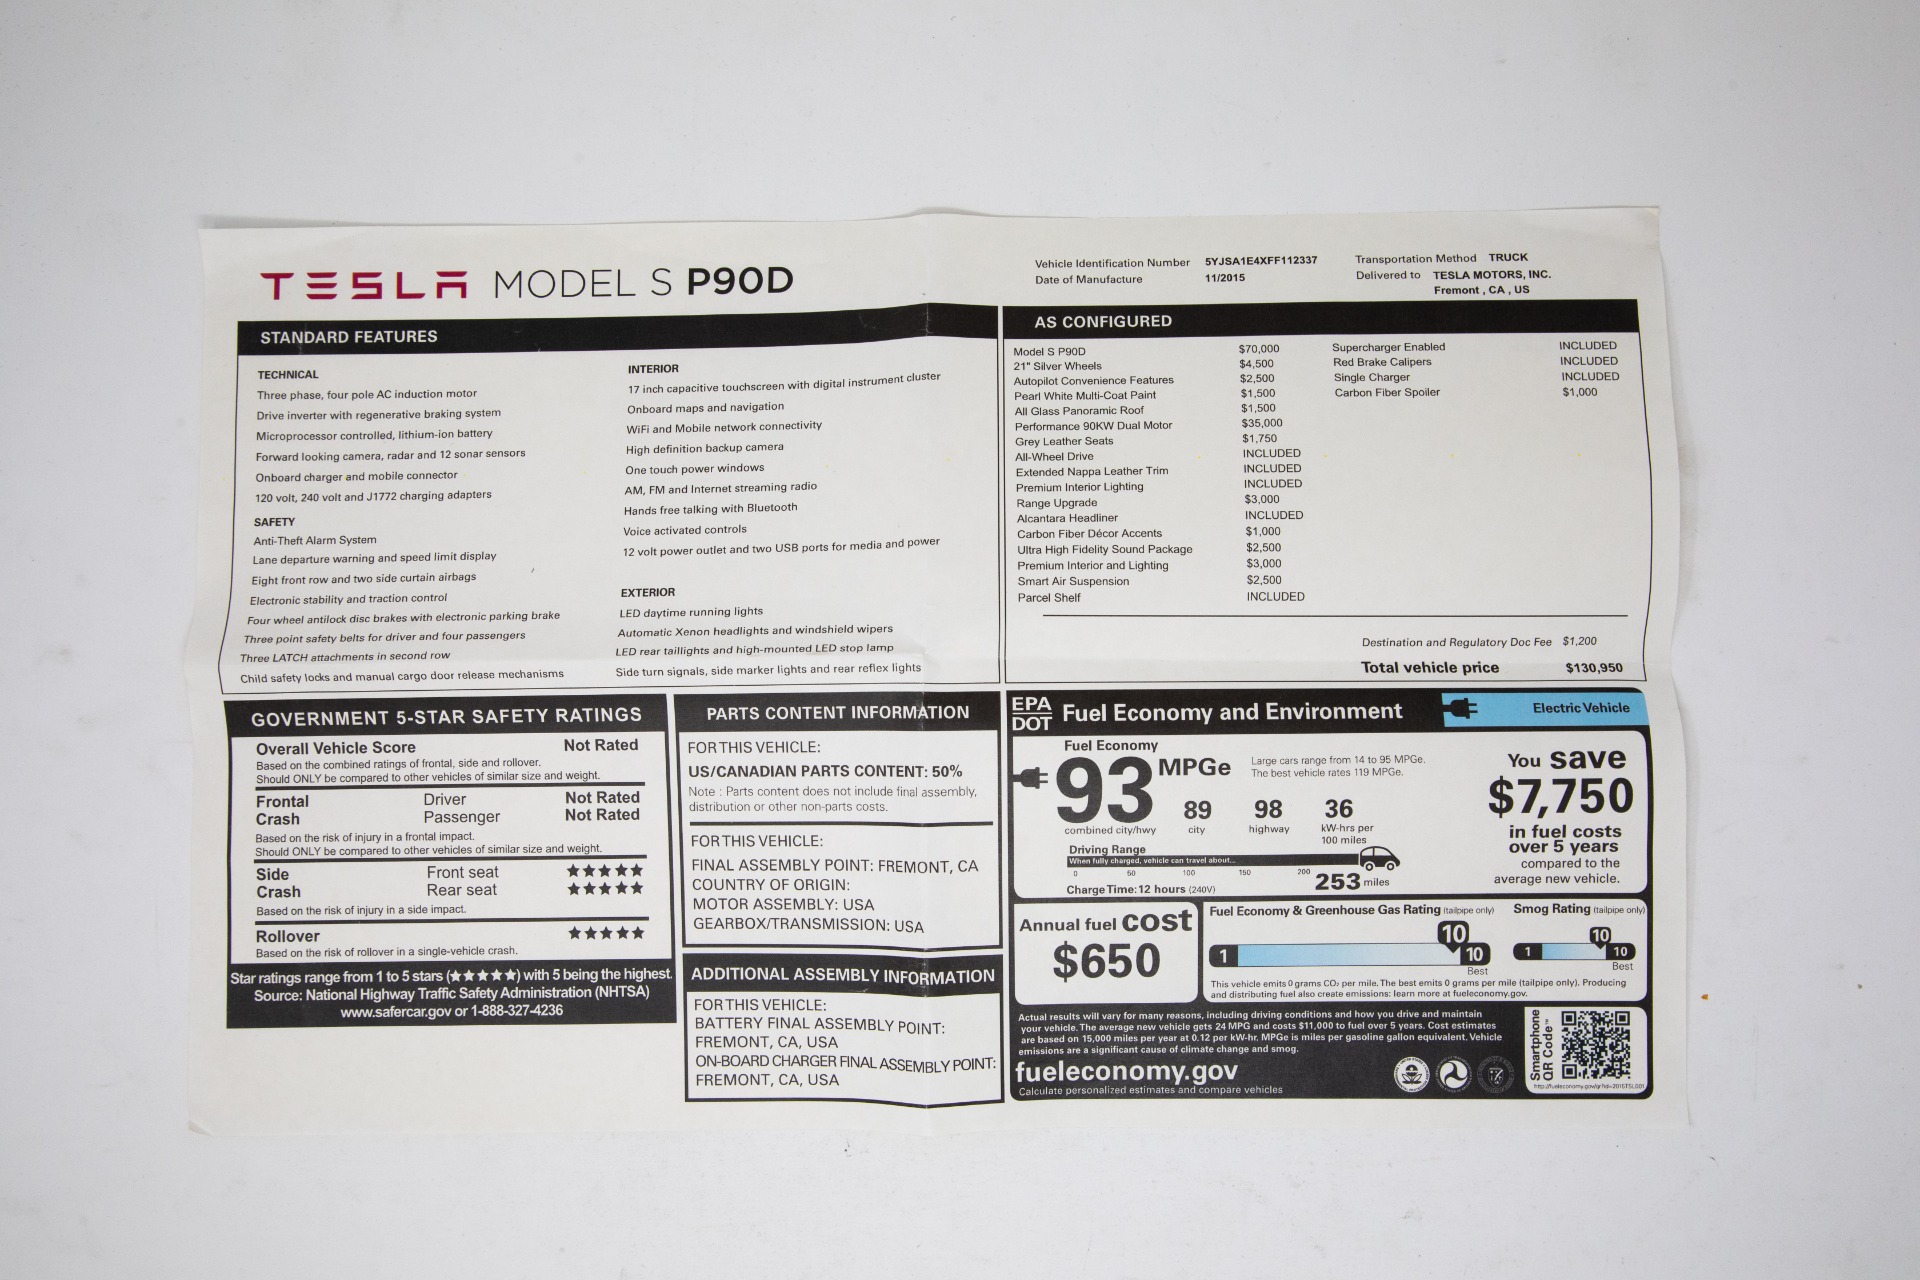 TESLA MODEL S P90D
Vehicle Identification Number 5YJSA1E4XFF112337
Date of Manufacture 11/2015
Transportation Method TRUCK
Delivered to TESLA MOTORS, INC.
Fremont , CA , US
STANDARD FEATURES
TECHNICAL
Three phase, four pole AC induction motor
Drive inverter with regenerative braking system
Microprocessor controlled, lithium-ion battery
Forward looking camera, radar and 12 sonar sensors
Onboard charger and mobile connector
120 volt, 240 volt and J1772 charging adapters
SAFETY
Anti-Theft Alarm System
Lane departure warning and speed limit display
Eight front row and two side curtain airbags
Electronic stability and traction control
Four wheel antilock disc brakes with electronic parking brake
Three point safety belts for driver and four passengers
Three LATCH attachments in second row
Child safety locks and manual cargo door release mechanisms
INTERIOR
17 inch capacitive touchscreen with digital instrument cluster
Onboard maps and navigation
WiFi and Mobile network connectivity
High definition backup camera
One touch power windows
AM, FM and Internet streaming radio
Hands free talking with Bluetooth
Voice activated controls
12 volt power outlet and two USB ports for media and power
EXTERIOR
LED daytime running lights
Automatic Xenon headlights and windshield wipers
LED rear taillights and high-mounted LED stop lamp
Side turn signals, side marker lights and rear reflex lights
AS CONFIGURED
Model S P90D $70,000
21" Silver Wheels $4,500
Autopilot Convenience Features $2,500
Pearl White Multi-Coat Paint $1,500
All Glass Panoramic Roof $1,500
Performance 90KW Dual Motor $35,000
Grey Leather Seats $1,750
All-Wheel Drive INCLUDED
Extended Nappa Leather Trim INCLUDED
Premium Interior Lighting INCLUDED
Range Upgrade $3,000
Alcantara Headliner INCLUDED
Carbon Fiber Décor Accents $1,000
Ultra High Fidelity Sound Package $2,500
Premium Interior and Lighting $3,000
Smart Air Suspension $2,500
Parcel Shelf INCLUDED
Supercharger Enabled INCLUDED
Red Brake Calipers INCLUDED
Single Charger INCLUDED
Carbon Fiber Spoiler $1,000
Destination and Regulatory Doc Fee $1,200
Total vehicle price $130,950
GOVERNMENT 5-STAR SAFETY RATINGS
Overall Vehicle Score Not Rated
Based on the combined ratings of frontal, side and rollover.
Should ONLY be compared to other vehicles of similar size and weight.
Frontal Driver Not Rated
Crash Passenger Not Rated
Based on the risk of injury in a frontal impact.
Should ONLY be compared to other vehicles of similar size and weight.
Side Front seat ★★★★★
Crash Rear seat ★★★★★
Based on the risk of injury in a side impact.
Rollover ★★★★★
Based on the risk of rollover in a single-vehicle crash.
Star ratings range from 1 to 5 stars (★★★★★) with 5 being the highest.
Source: National Highway Traffic Safety Administration (NHTSA)
www.safercar.gov or 1-888-327-4236
PARTS CONTENT INFORMATION
FOR THIS VEHICLE:
US/CANADIAN PARTS CONTENT: 50%
Note : Parts content does not include final assembly,
distribution or other non-parts costs.
FOR THIS VEHICLE:
FINAL ASSEMBLY POINT: FREMONT, CA
COUNTRY OF ORIGIN:
MOTOR ASSEMBLY: USA
GEARBOX/TRANSMISSION: USA
ADDITIONAL ASSEMBLY INFORMATION
FOR THIS VEHICLE:
BATTERY FINAL ASSEMBLY POINT:
FREMONT, CA, USA
ON-BOARD CHARGER FINAL ASSEMBLY POINT:
FREMONT, CA, USA
EPA
DOT
Fuel Economy and Environment
Electric Vehicle
Fuel Economy
93 MPGe
combined city/hwy
Large cars range from 14 to 95 MPGe.
The best vehicle rates 119 MPGe.
89 98 36
city highway kW-hrs per
100 miles
Driving Range
When fully charged, vehicle can travel about...
0 50 100 150 200 253 miles
Charge Time: 12 hours (240V)
You save
$7,750
in fuel costs
over 5 years
compared to the
average new vehicle.
Annual fuel cost
$650
Fuel Economy & Greenhouse Gas Rating (tailpipe only)
1 10 10
Best
Smog Rating (tailpipe only)
1 10 10
Best
This vehicle emits 0 grams CO₂ per mile. The best emits 0 grams per mile (tailpipe only). Producing
and distributing fuel also create emissions: learn more at fueleconomy.gov.
Actual results will vary for many reasons, including driving conditions and how you drive and maintain
your vehicle. The average new vehicle gets 24 MPG and costs $11,000 to fuel over 5 years. Cost estimates
are based on 15,000 miles per year at 0.12 per kW-hr. MPGe is miles per gasoline gallon equivalent. Vehicle
emissions are a significant cause of climate change and smog.
fueleconomy.gov
Calculate personalized estimates and compare vehicles
Smartphone
QR Code™